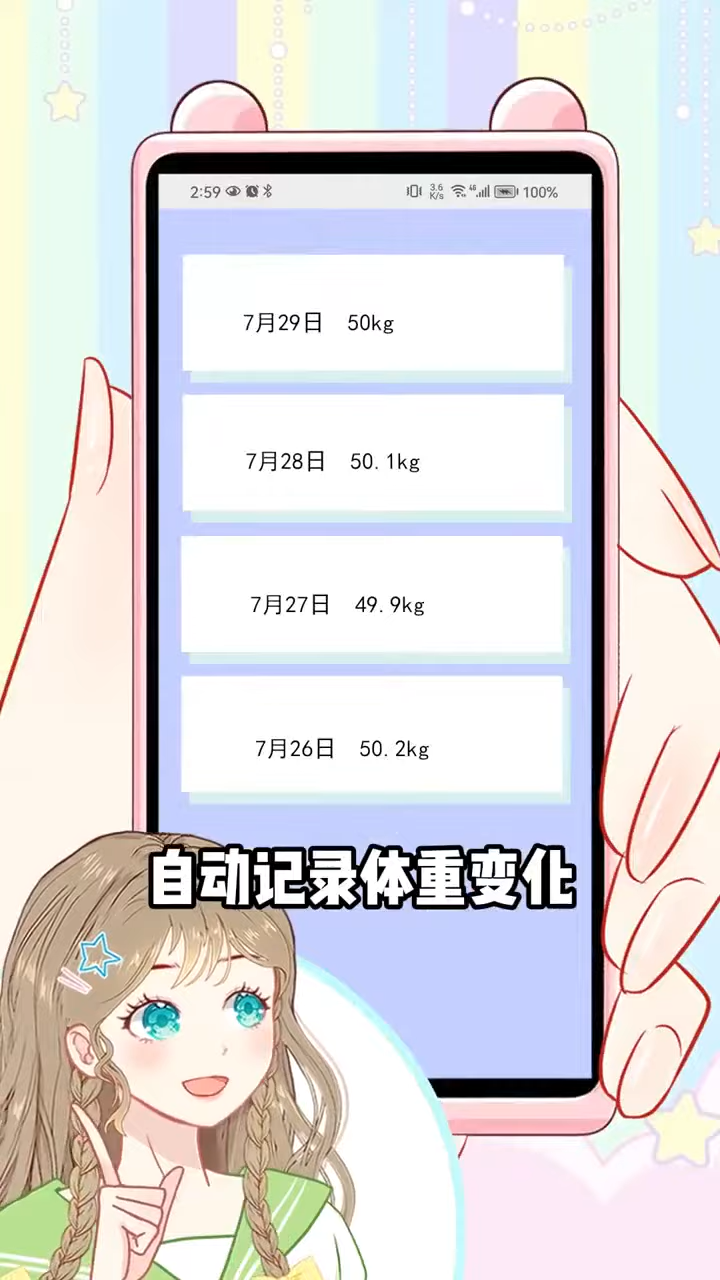 2:59
3.6 K/s 46 100%
7月29日 50kg
7月28日 50.1kg
7月27日 49.9kg
7月26日 50.2kg
自动记录体重变化